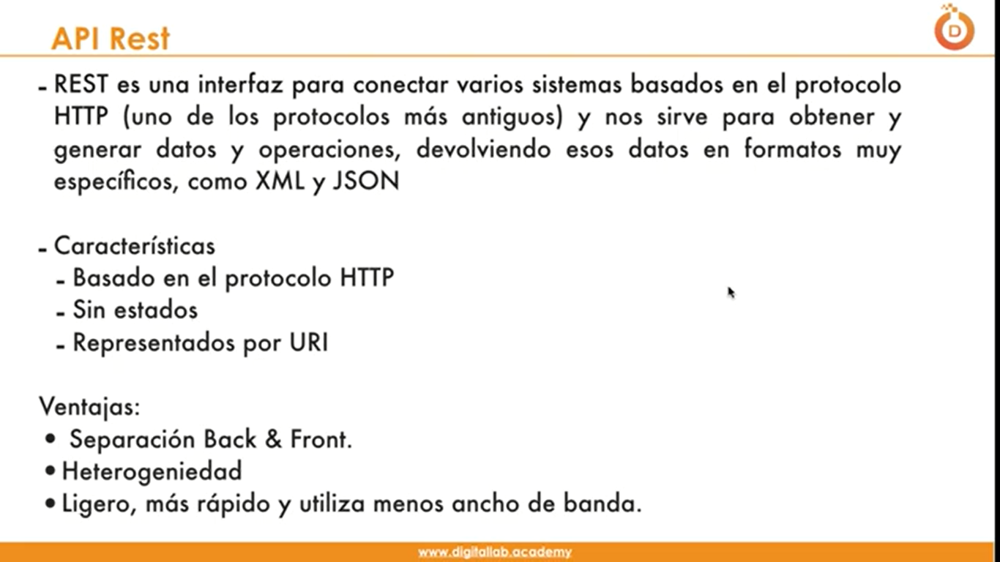 API Rest
D
- REST es una interfaz para conectar varios sistemas basados en el protocolo
HTTP (uno de los protocolos más antiguos) y nos sirve para obtener y
generar datos y operaciones, devolviendo esos datos en formatos muy
específicos, como XML y JSON
- Características
- Basado en el protocolo HTTP
- Sin estados
- Representados por URI
Ventajas:
• Separación Back & Front.
• Heterogeniedad
• Ligero, más rápido y utiliza menos ancho de banda.
www.digitallab.academy